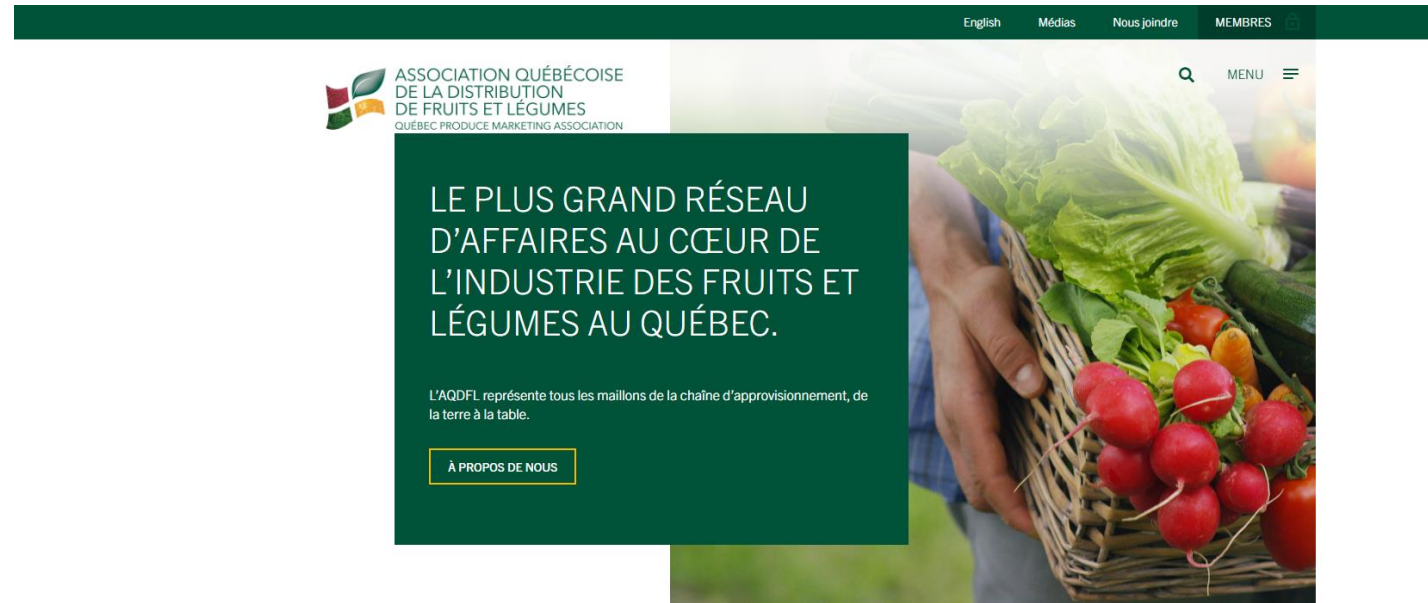 English Médias Nous joindre MEMBRES
ASSOCIATION QUÉBÉCOISE
DE LA DISTRIBUTION
DE FRUITS ET LÉGUMES
QUÉBEC PRODUCE MARKETING ASSOCIATION
MENU
LE PLUS GRAND RÉSEAU
D'AFFAIRES AU CŒUR DE
L'INDUSTRIE DES FRUITS ET
LÉGUMES AU QUÉBEC.
L'AQDFL représente tous les maillons de la chaîne d'approvisionnement, de
la terre à la table.
À PROPOS DE NOUS